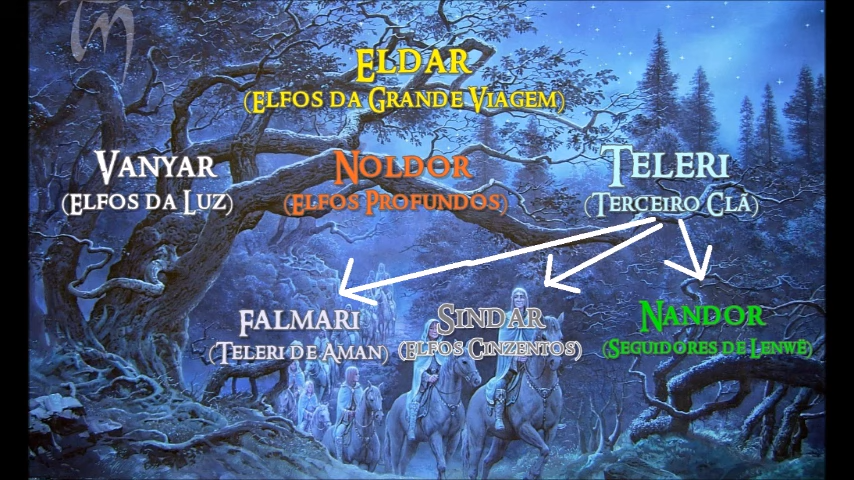 ELDAR
(ELFOS DA GRANDE VIAGEM)
VANYAR
NOLDOR
TELERI
(ELFOS DA LUZ)
(ELFOS PROFUNDOS)
(TERCEIRO CLÃ)
FALMARI
SINDAR
NANDOR
(TELERI DE AMAN)
(ELFOS CINZENTOS)
(SEGUIDORES DE LENWË)